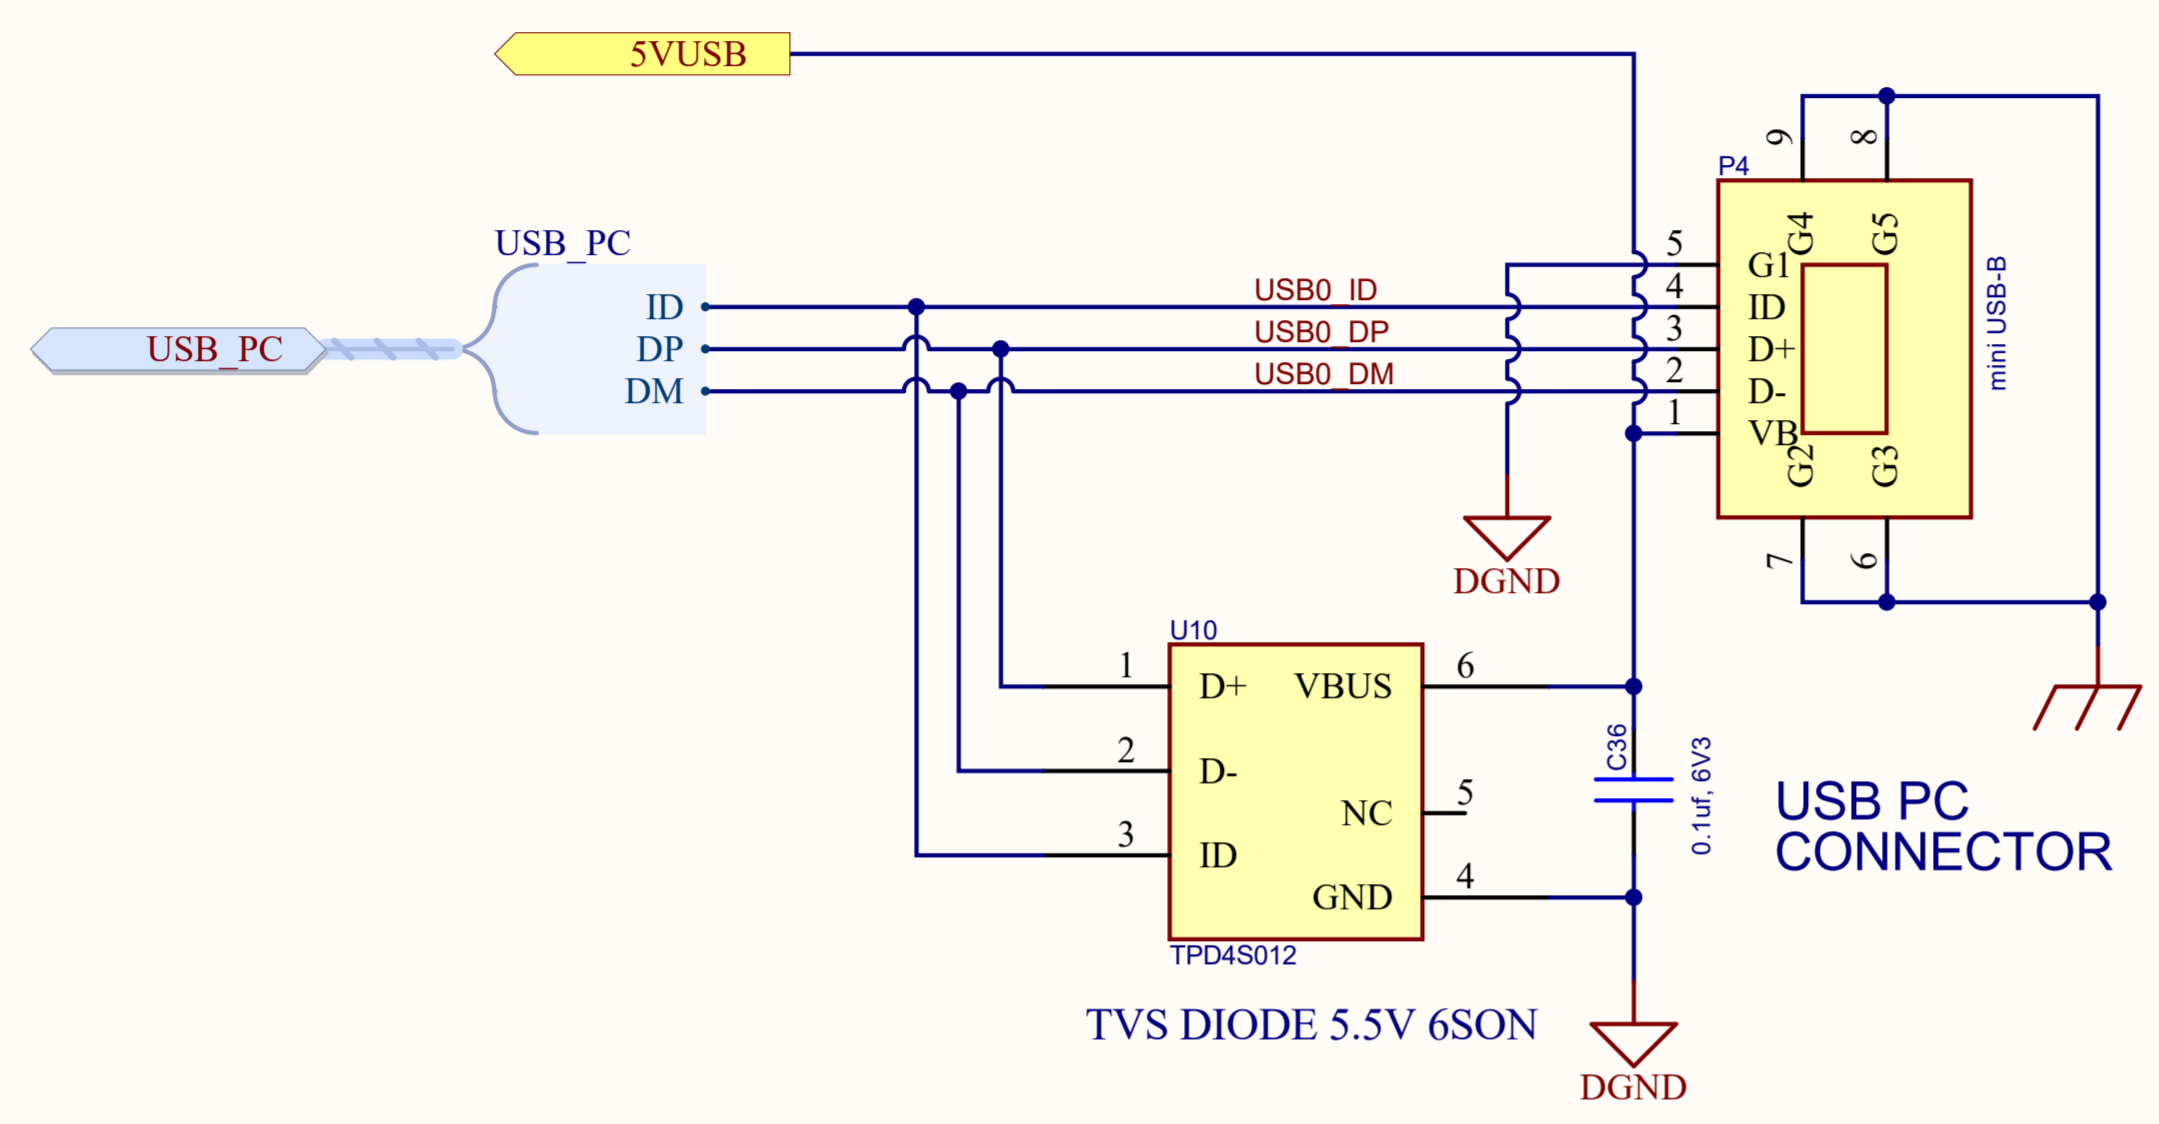 5VUSB
USB_PC
USB_PC
ID
DP
DM
USB0_ID
USB0_DP
USB0_DM
P4
9
8
G4
G5
5
G1
4
ID
3
D+
2
D-
1
VB
G2
G3
7
6
mini USB-B
DGND
U10
1
D+
2
D-
3
ID
VBUS
6
NC
5
GND
4
TPD4S012
C36
0.1uf, 6V3
USB PC
CONNECTOR
TVS DIODE 5.5V 6SON
DGND